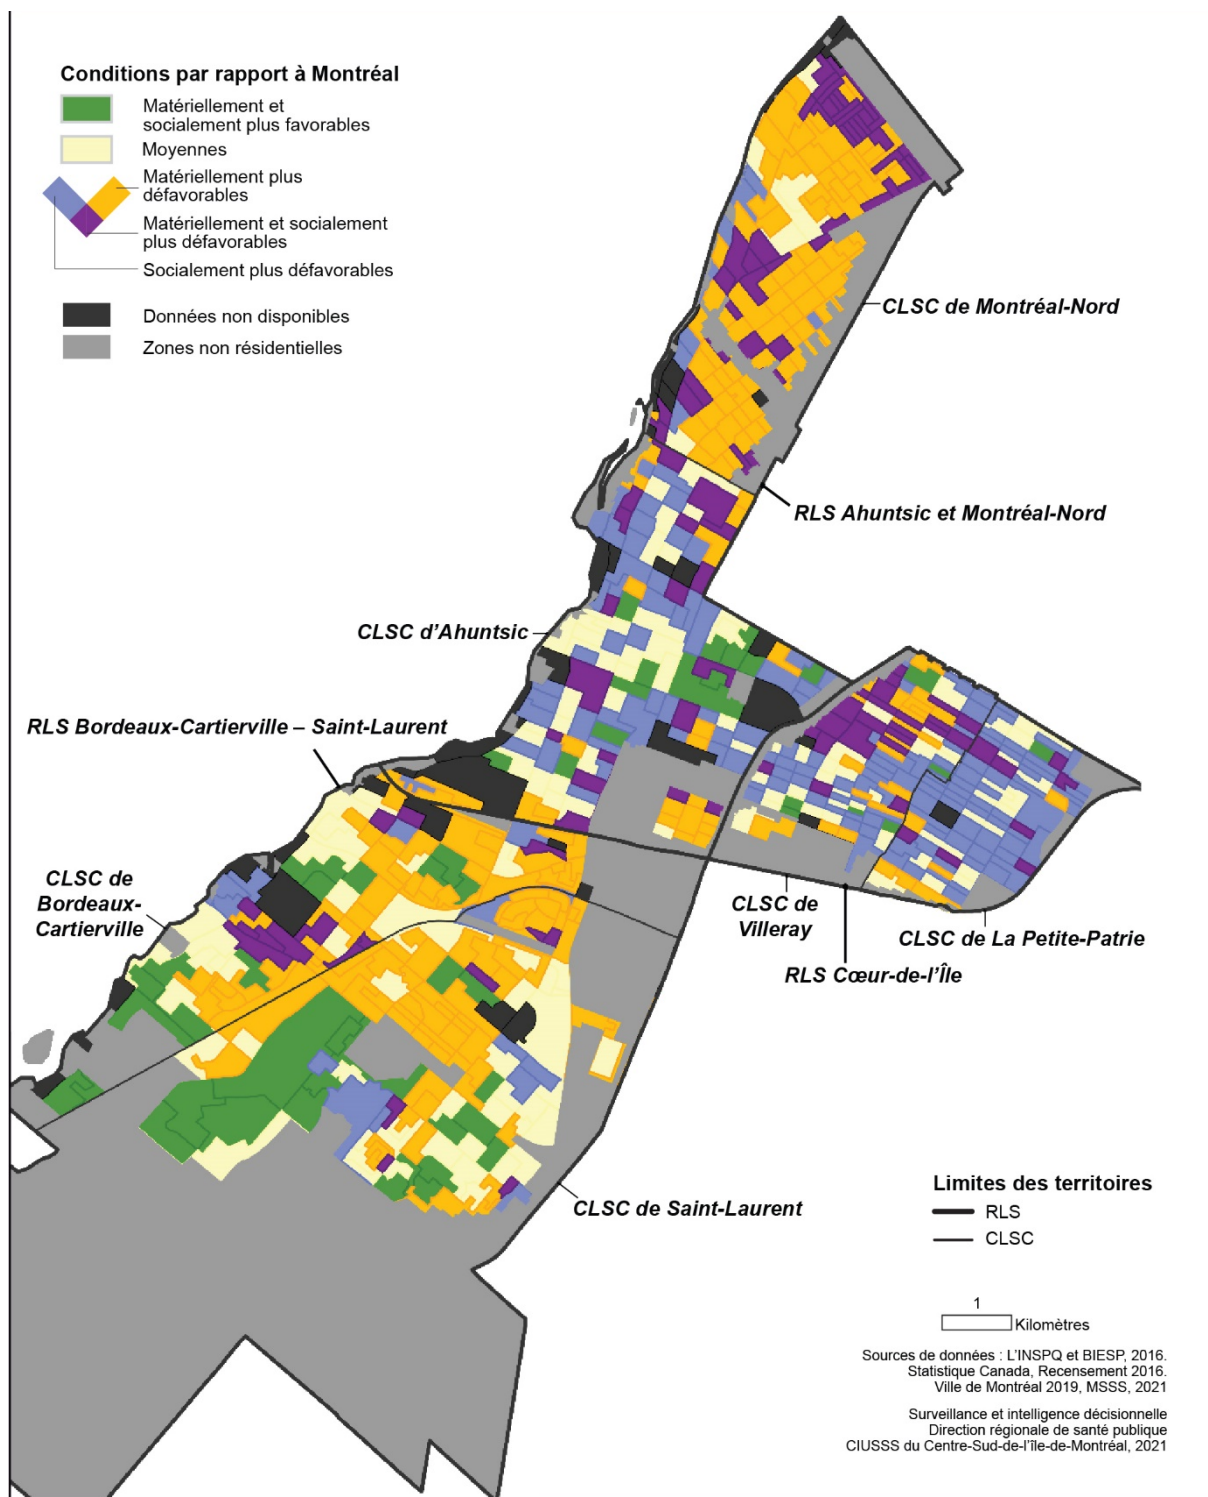 Conditions par rapport à Montréal
Matériellement et
socialement plus favorables
Moyennes
Matériellement plus
défavorables
Matériellement et socialement
plus défavorables
Socialement plus défavorables
Données non disponibles
Zones non résidentielles
CLSC de Montréal-Nord
RLS Ahuntsic et Montréal-Nord
CLSC d'Ahuntsic
RLS Bordeaux-Cartierville – Saint-Laurent
CLSC de
Bordeaux-
Cartierville
CLSC de
Villeray
CLSC de La Petite-Patrie
RLS Cœur-de-l'Île
CLSC de Saint-Laurent
Limites des territoires
RLS
CLSC
1
Kilomètres
Sources de données : L'INSPQ et BIESP, 2016.
Statistique Canada, Recensement 2016.
Ville de Montréal 2019, MSSS, 2021
Surveillance et intelligence décisionnelle
Direction régionale de santé publique
CIUSSS du Centre-Sud-de-l'île-de-Montréal, 2021